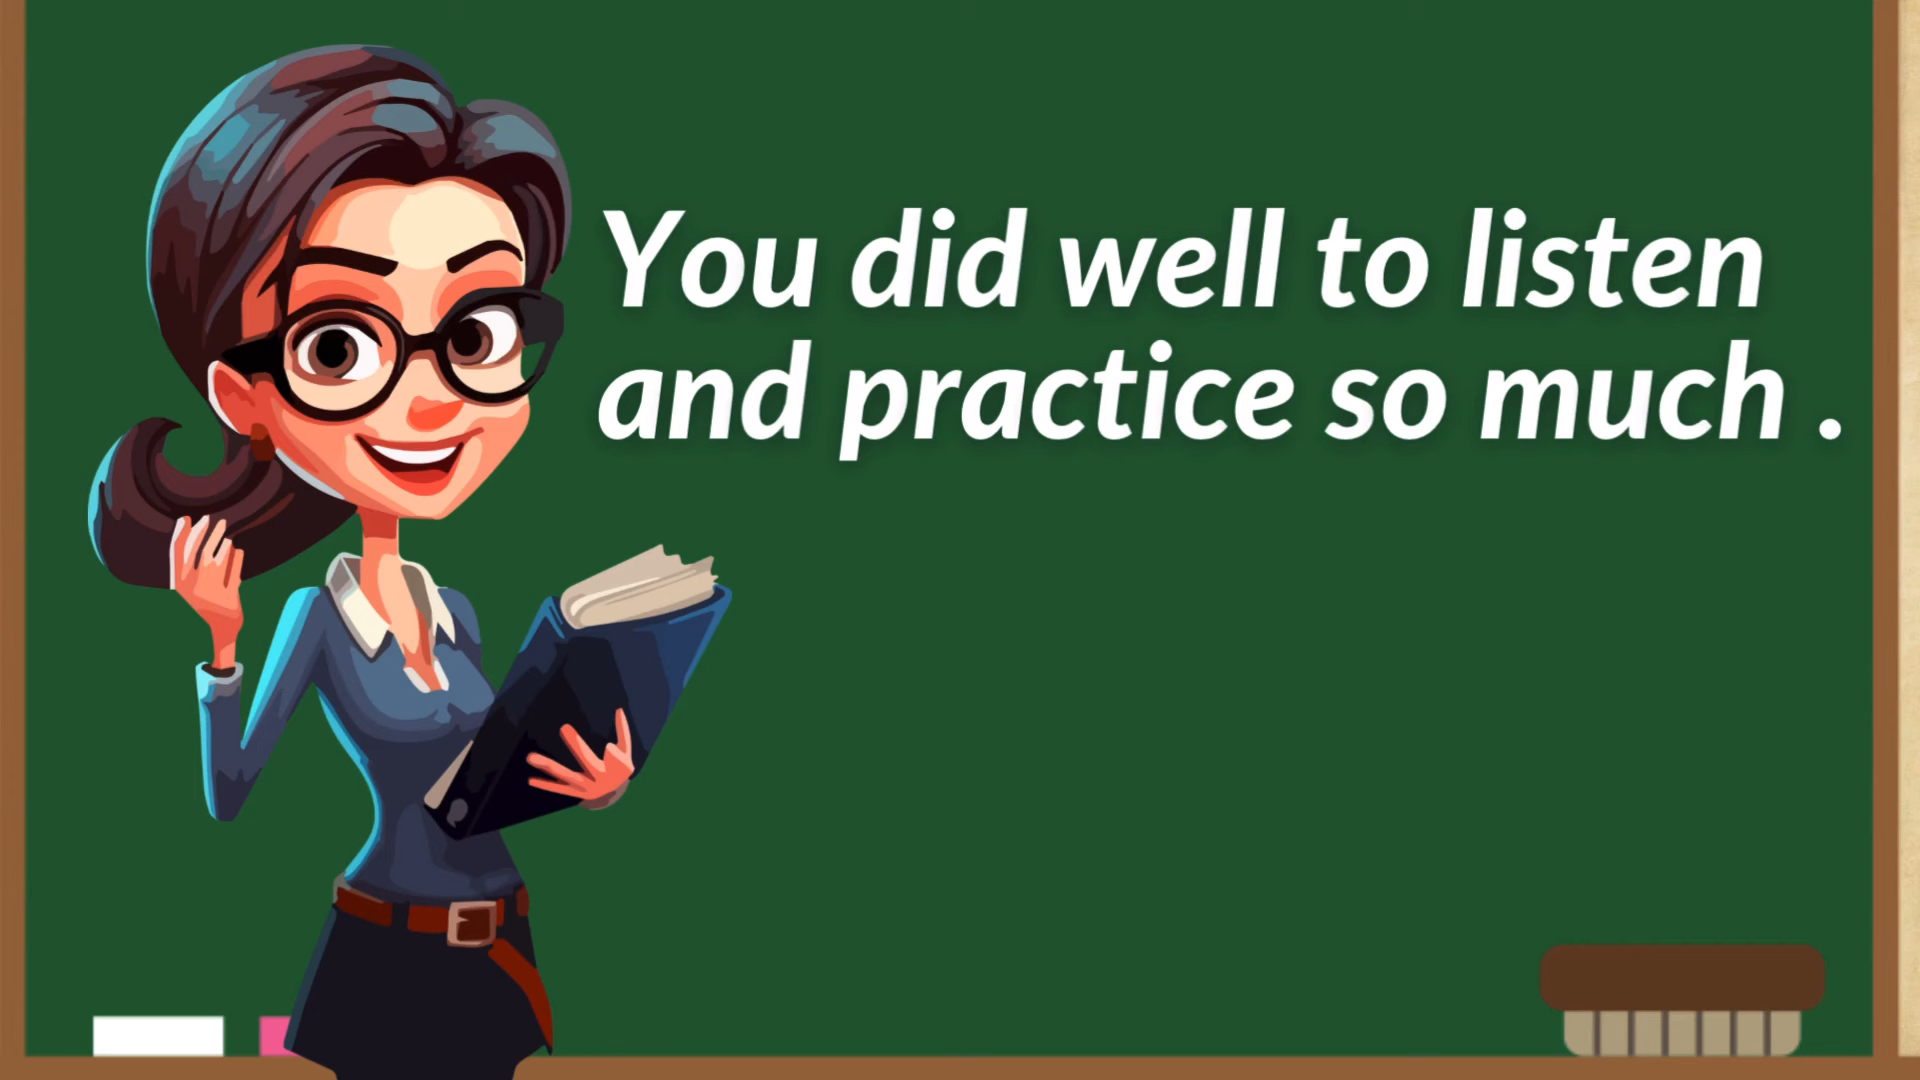 You did well to listen
and practice so much .